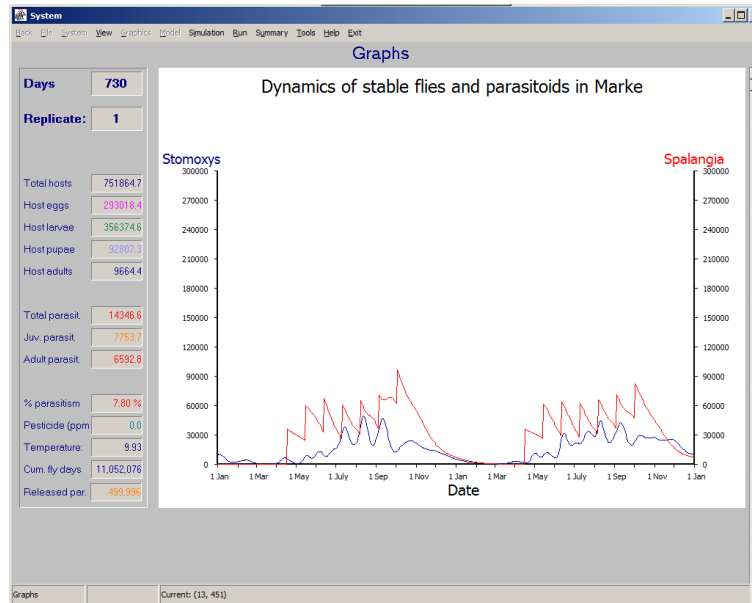 System
Back File System View Graphics Model Simulation Run Summary Tools Help Exit
Graphs
Days 730
Replicate: 1
Total hosts 751864.7
Host eggs 293018.4
Host larvae 356374.6
Host pupae 92807.3
Host adults 9664.4
Total parasit. 14346.6
Juv. parasit. 7753.7
Adult parasit. 6592.8
% parasitism 7.80 %
Pesticide (ppm 0.0
Temperature: 9.93
Cum. fly days 11,052,076
Released par. 499,996
Dynamics of stable flies and parasitoids in Marke
Stomoxys Spalangia
300000 300000
270000 270000
240000 240000
210000 210000
180000 180000
150000 150000
120000 120000
90000 90000
60000 60000
30000 30000
0 0
1 Jan 1 Mar 1 May 1 July 1 Sep 1 Nov 1 Jan 1 Mar 1 May 1 July 1 Sep 1 Nov 1 Jan
Date
Graphs Current: (13, 451)